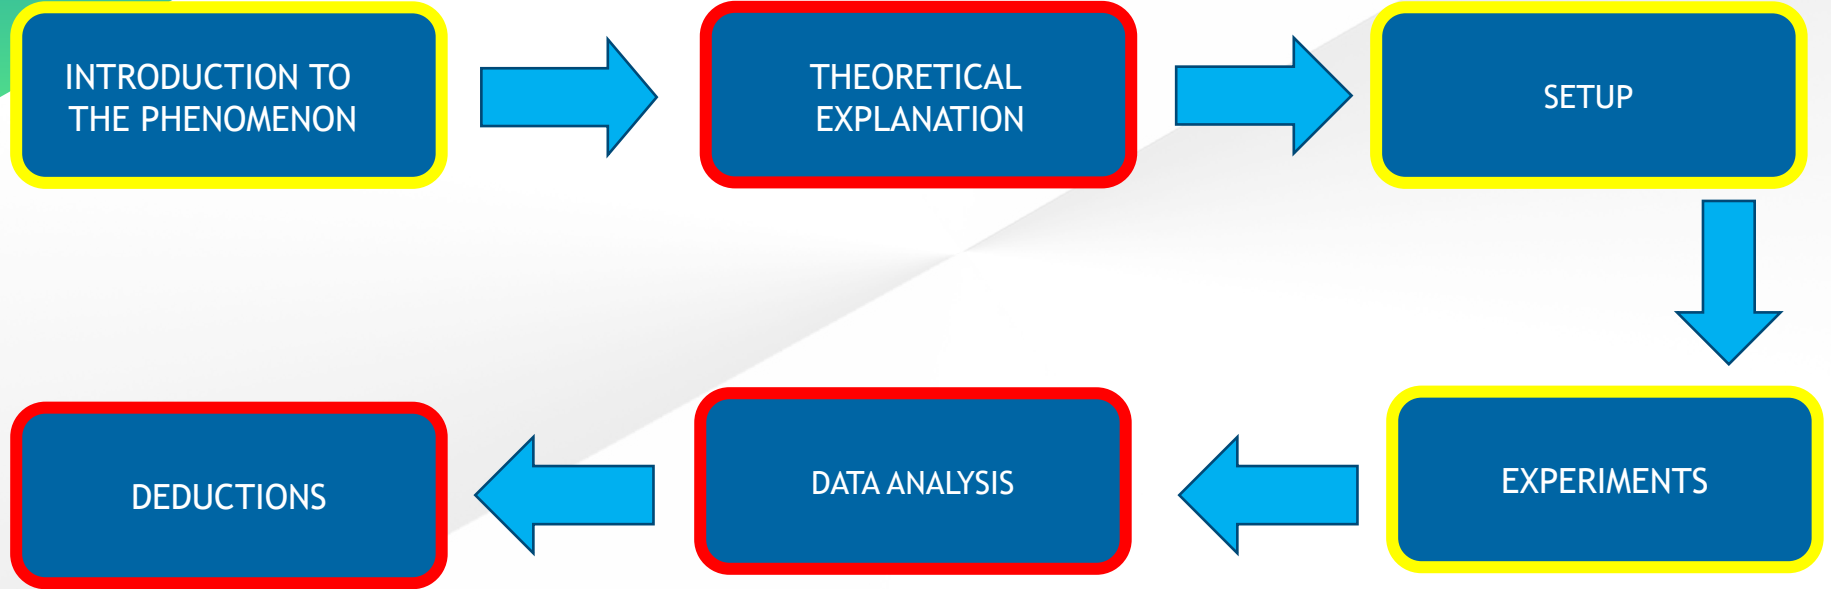 INTRODUCTION TO
THE PHENOMENON
THEORETICAL
EXPLANATION
SETUP
EXPERIMENTS
DATA ANALYSIS
DEDUCTIONS